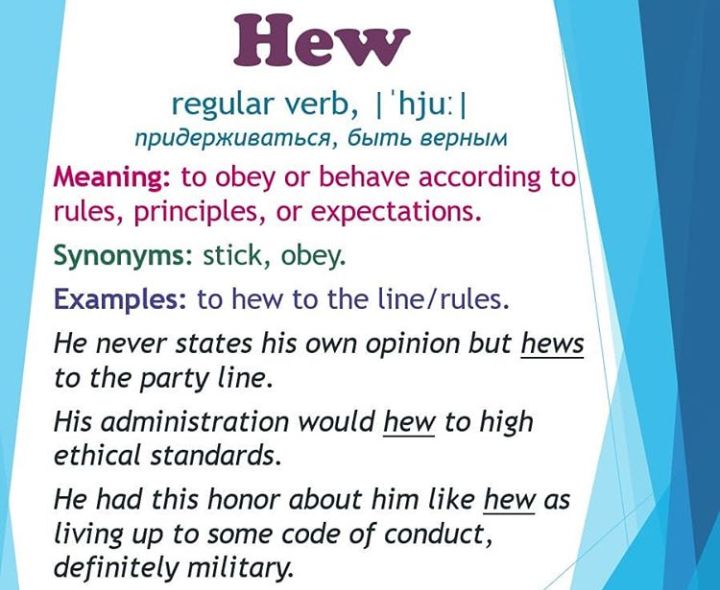 Hew
regular verb, |ˈhjuː|
придерживаться, быть верным
Meaning: to obey or behave according to
rules, principles, or expectations.
Synonyms: stick, obey.
Examples: to hew to the line/rules.
He never states his own opinion but hews
to the party line.
His administration would hew to high
ethical standards.
He had this honor about him like hew as
living up to some code of conduct,
definitely military.